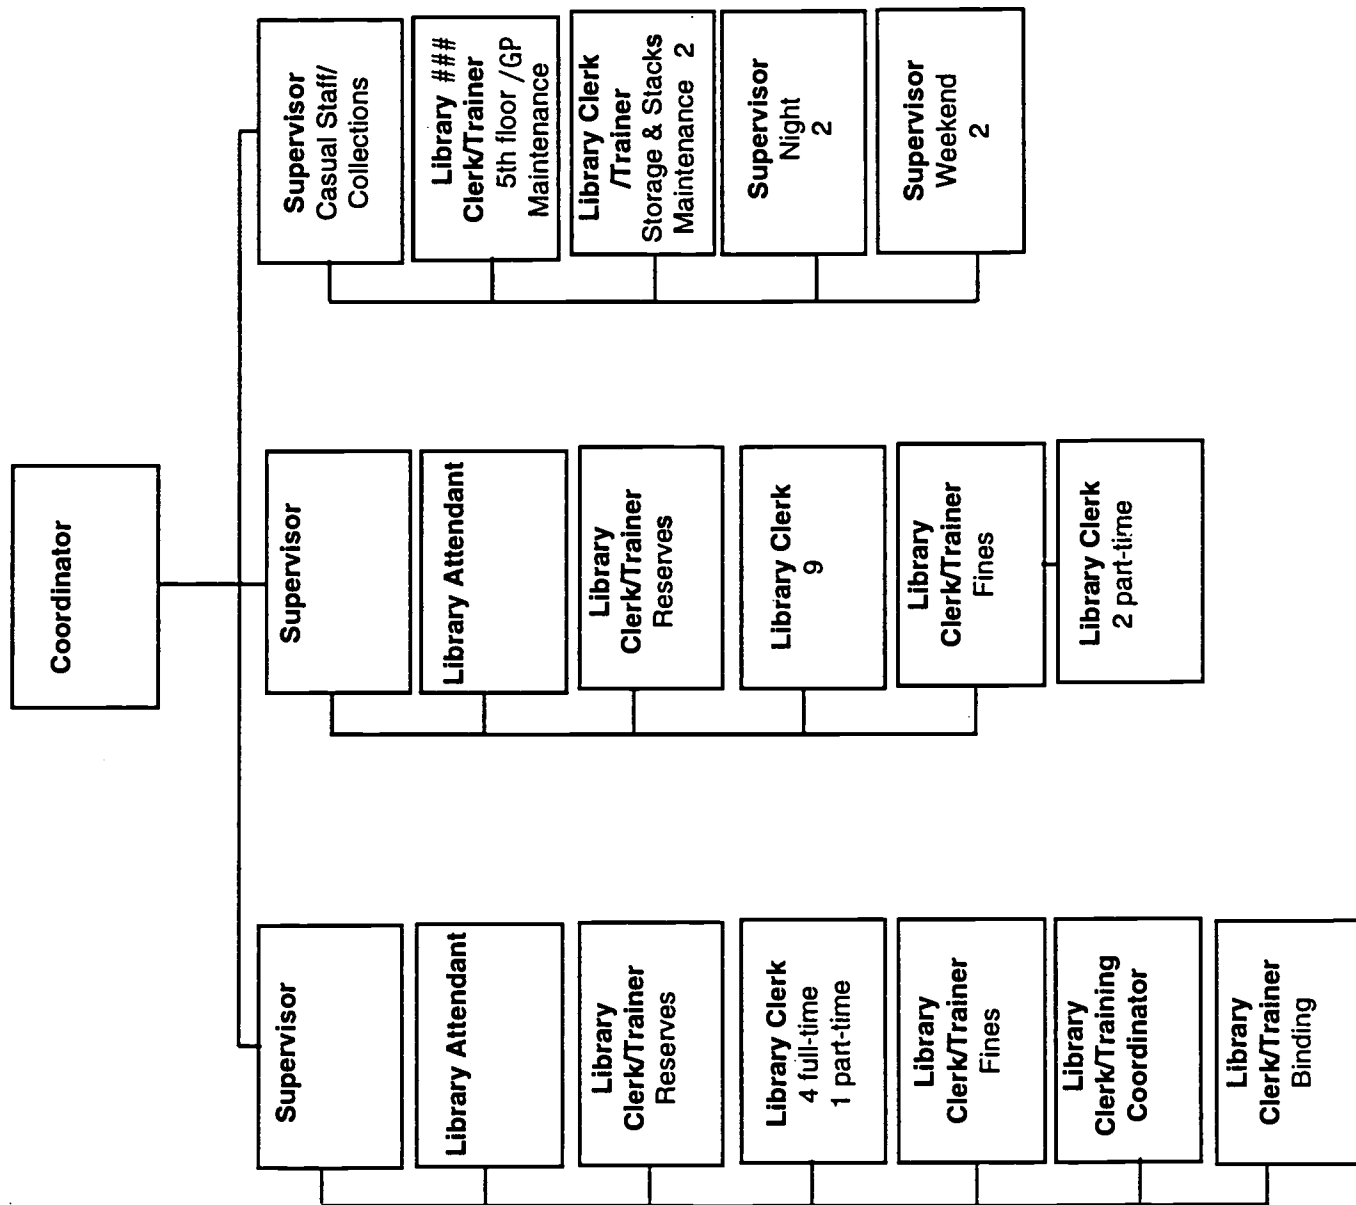 Coordinator
Supervisor
Library Attendant
Library
Clerk/Trainer
Reserves
Library Clerk
4 full-time
1 part-time
Library
Clerk/Trainer
Fines
Library
Clerk/Training
Coordinator
Library
Clerk/Trainer
Binding
Supervisor
Library Attendant
Library
Clerk/Trainer
Reserves
Library Clerk
9
Library
Clerk/Trainer
Fines
Library Clerk
2 part-time
Supervisor
Casual Staff/
Collections
Library ###
Clerk/Trainer
5th floor /GP
Maintenance
Library Clerk
/Trainer
Storage & Stacks
Maintenance 2
Supervisor
Night
2
Supervisor
Weekend
2